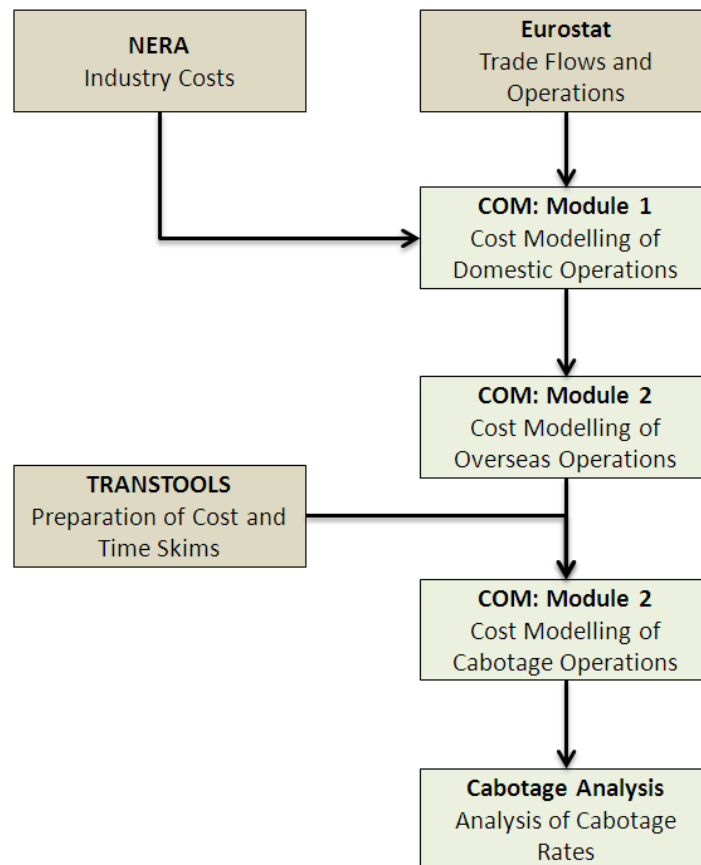 NERA
Industry Costs
Eurostat
Trade Flows and
Operations
COM: Module 1
Cost Modelling of
Domestic Operations
COM: Module 2
Cost Modelling of
Overseas Operations
TRANSTOOLS
Preparation of Cost and
Time Skims
COM: Module 2
Cost Modelling of
Cabotage Operations
Cabotage Analysis
Analysis of Cabotage
Rates